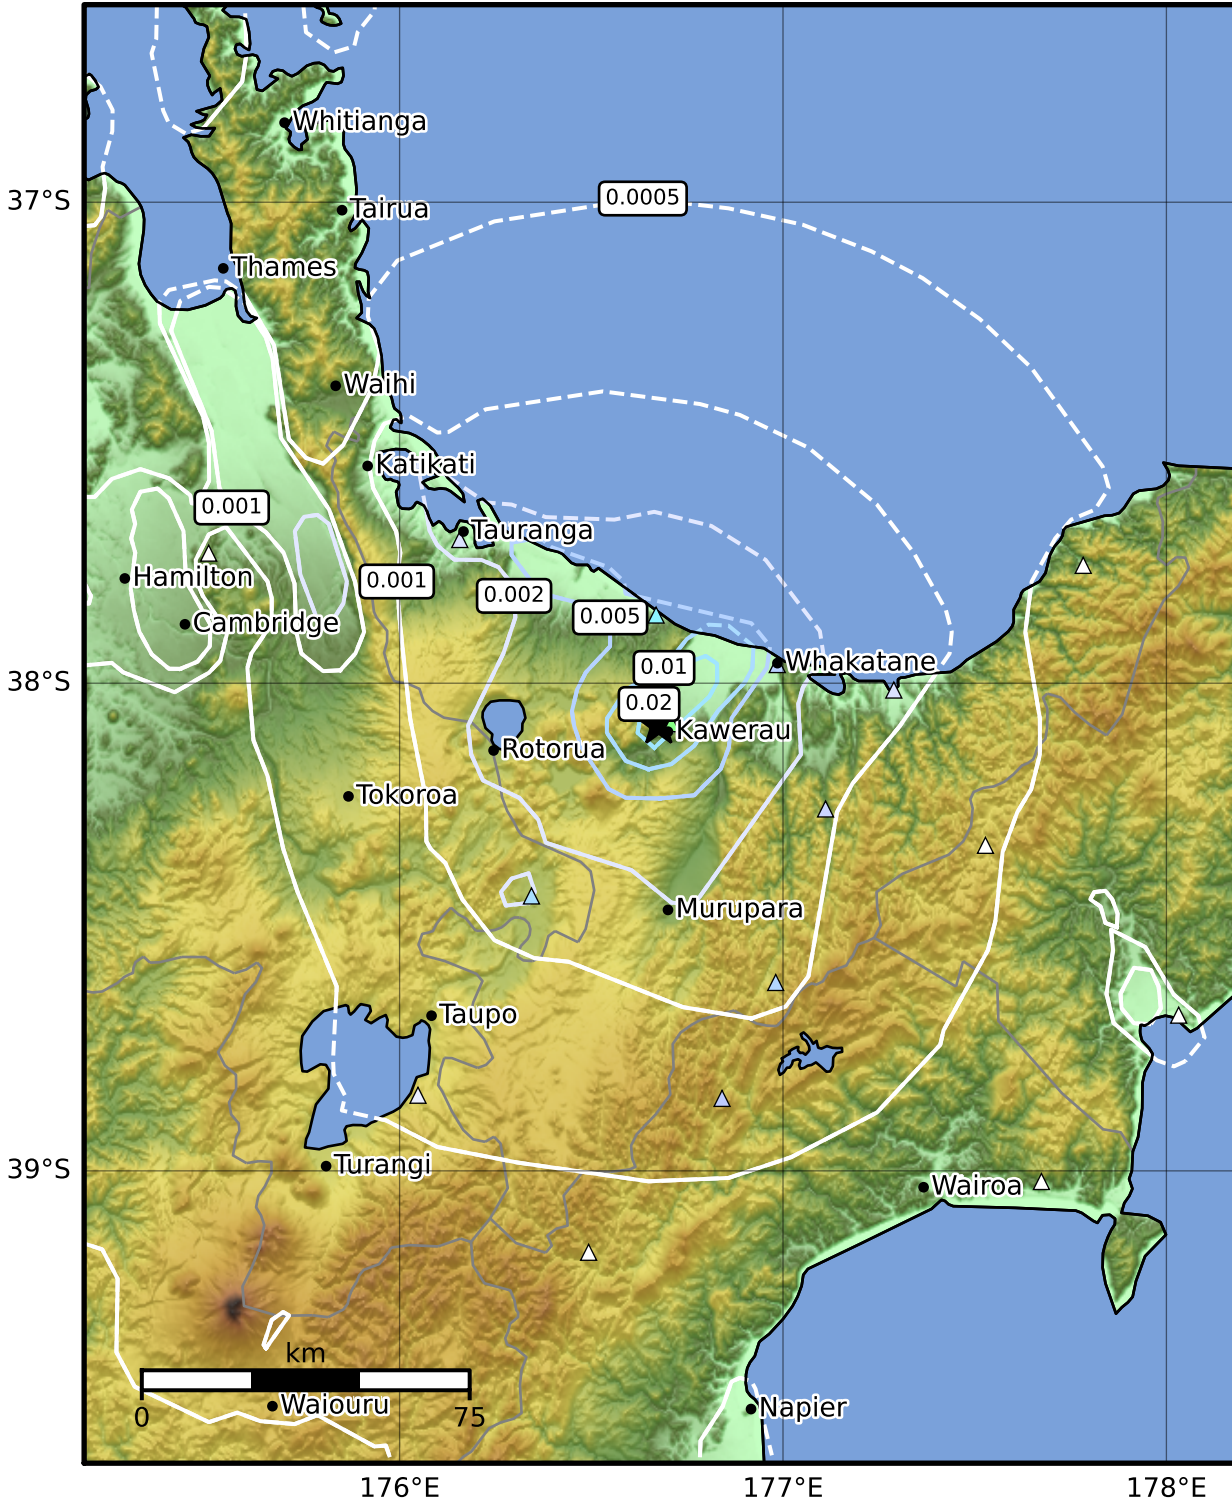 Whitianga
37°S
0.0005
Tairua
Thames
Waihi
Katikati
0.001
Tauranga
Hamilton
0.001
0.002
0.005
Cambridge
Whakatane
0.01
38°S
0.02
Kawerau
Rotorua
Tokoroa
Murupara
Taupo
Turangi
39°S
Wairoa
km
0
75
Waiouru
Napier
176°E
177°E
178°E